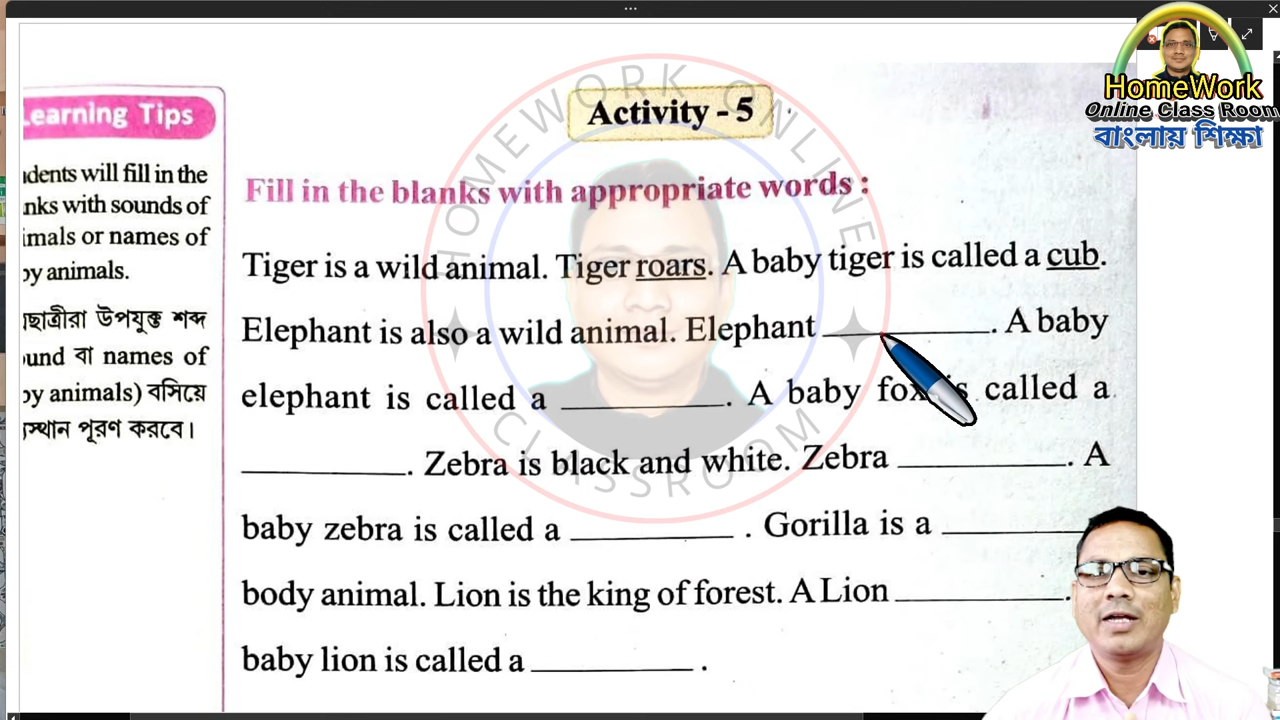 HomeWork
Online Class Room
বাংলায় শিক্ষা
HOMEWORK ONLINE
CLASSROOM
Learning Tips
dents will fill in the
nks with sounds of
imals or names of
by animals.
ছাত্রীরা উপযুক্ত শব্দ
ound বা names of
by animals) বসিয়ে
স্থান পূরণ করবে।
Activity - 5
Fill in the blanks with appropriate words :
Tiger is a wild animal. Tiger roars. A baby tiger is called a cub.
Elephant is also a wild animal. Elephant __________. A baby
elephant is called a __________. A baby fox is called a
__________. Zebra is black and white. Zebra __________. A
baby zebra is called a __________ . Gorilla is a __________
body animal. Lion is the king of forest. A Lion __________.
baby lion is called a __________ .